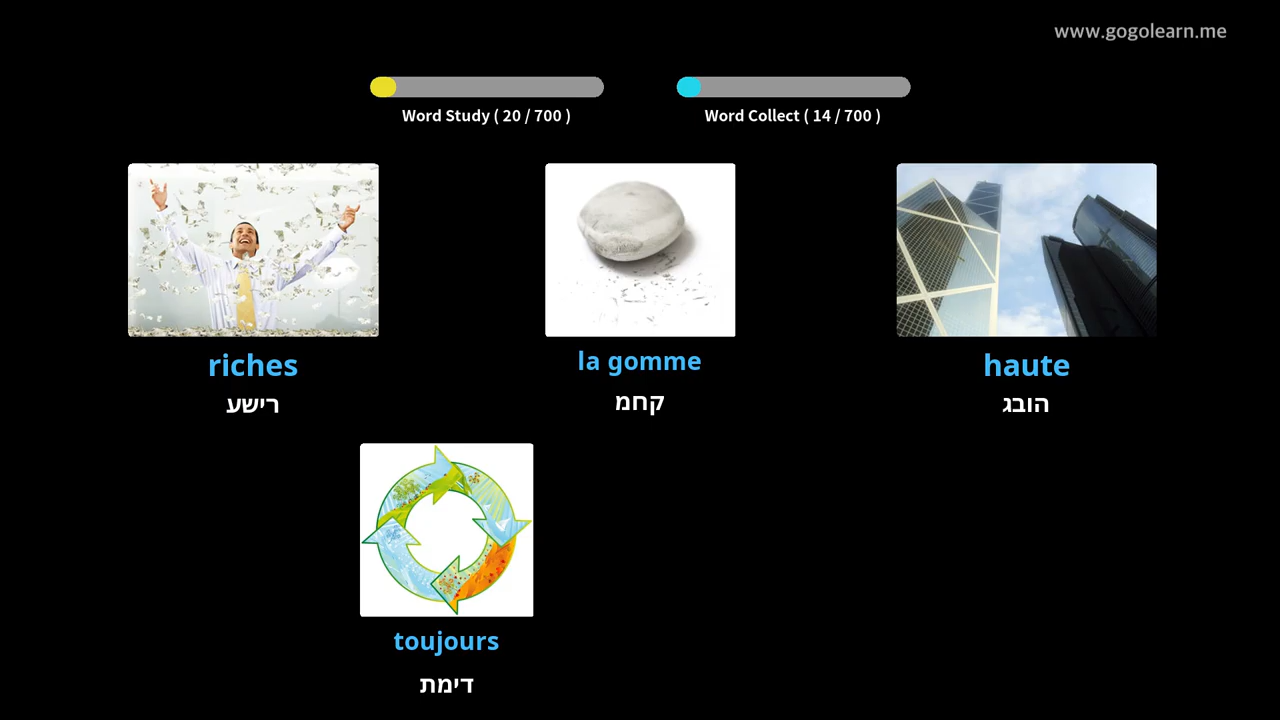 www.gogolearn.me
Word Study ( 20 / 700 )
Word Collect ( 14 / 700 )
riches
רישע
la gomme
קחמ
haute
הובג
toujours
דימת